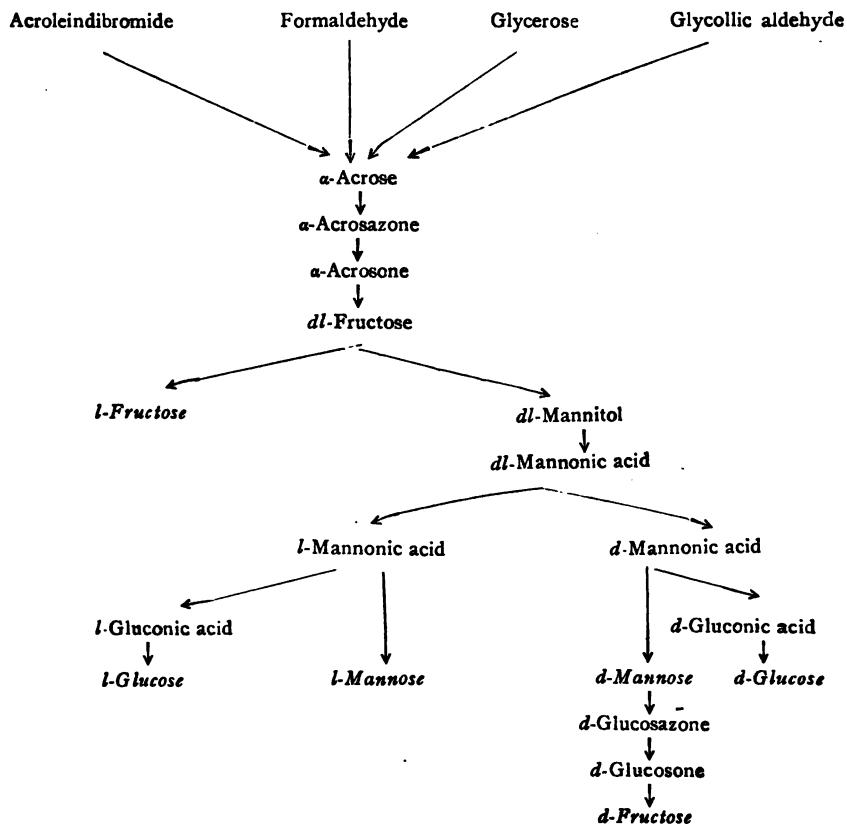 Acroleindibromide Formaldehyde Glycerose Glycollic aldehyde
α-Acrose
α-Acrosazone
α-Acrosone
dl-Fructose
l-Fructose dl-Mannitol
dl-Mannonic acid
l-Mannonic acid d-Mannonic acid
l-Gluconic acid d-Gluconic acid
l-Glucose l-Mannose d-Mannose d-Glucose
d-Glucosazone
d-Glucosone
d-Fructose